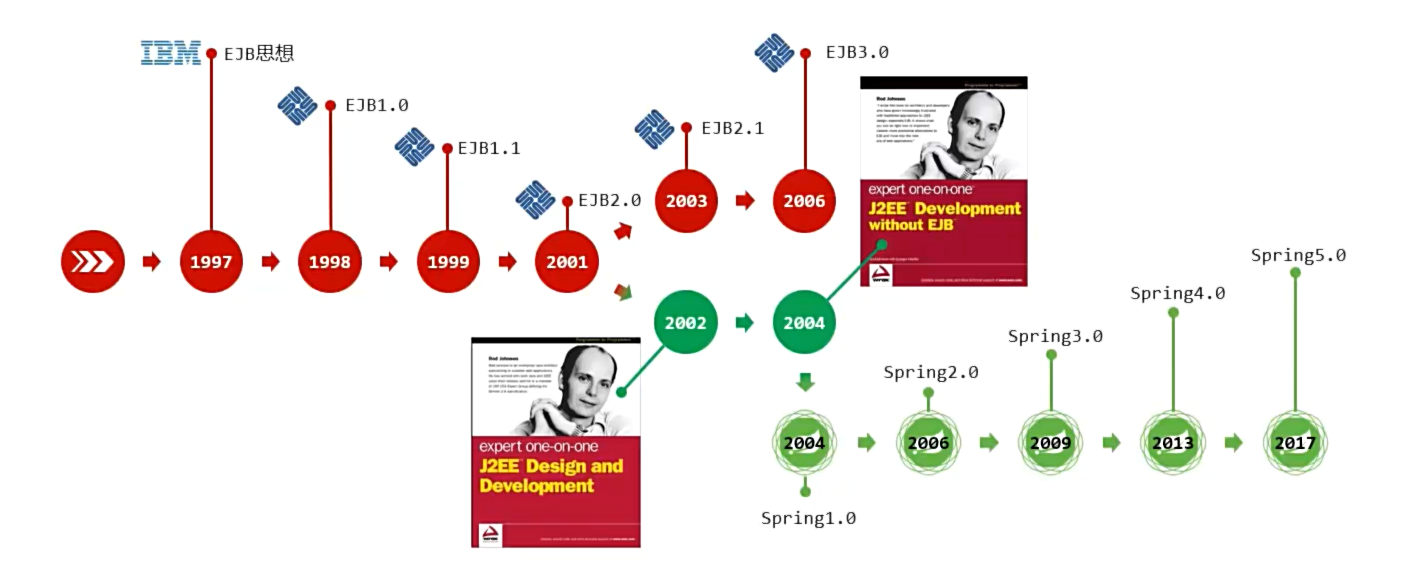 IBM
EJB思想
EJB1.0
EJB1.1
EJB2.0
EJB2.1
EJB3.0
1997
1998
1999
2001
2003
2006
2002
2004
Rod Johnson
expert one-on-one
J2EE Development
without EJB
Rod Johnson
expert one-on-one
J2EE Design and
Development
2004
2006
2009
2013
2017
Spring1.0
Spring2.0
Spring3.0
Spring4.0
Spring5.0